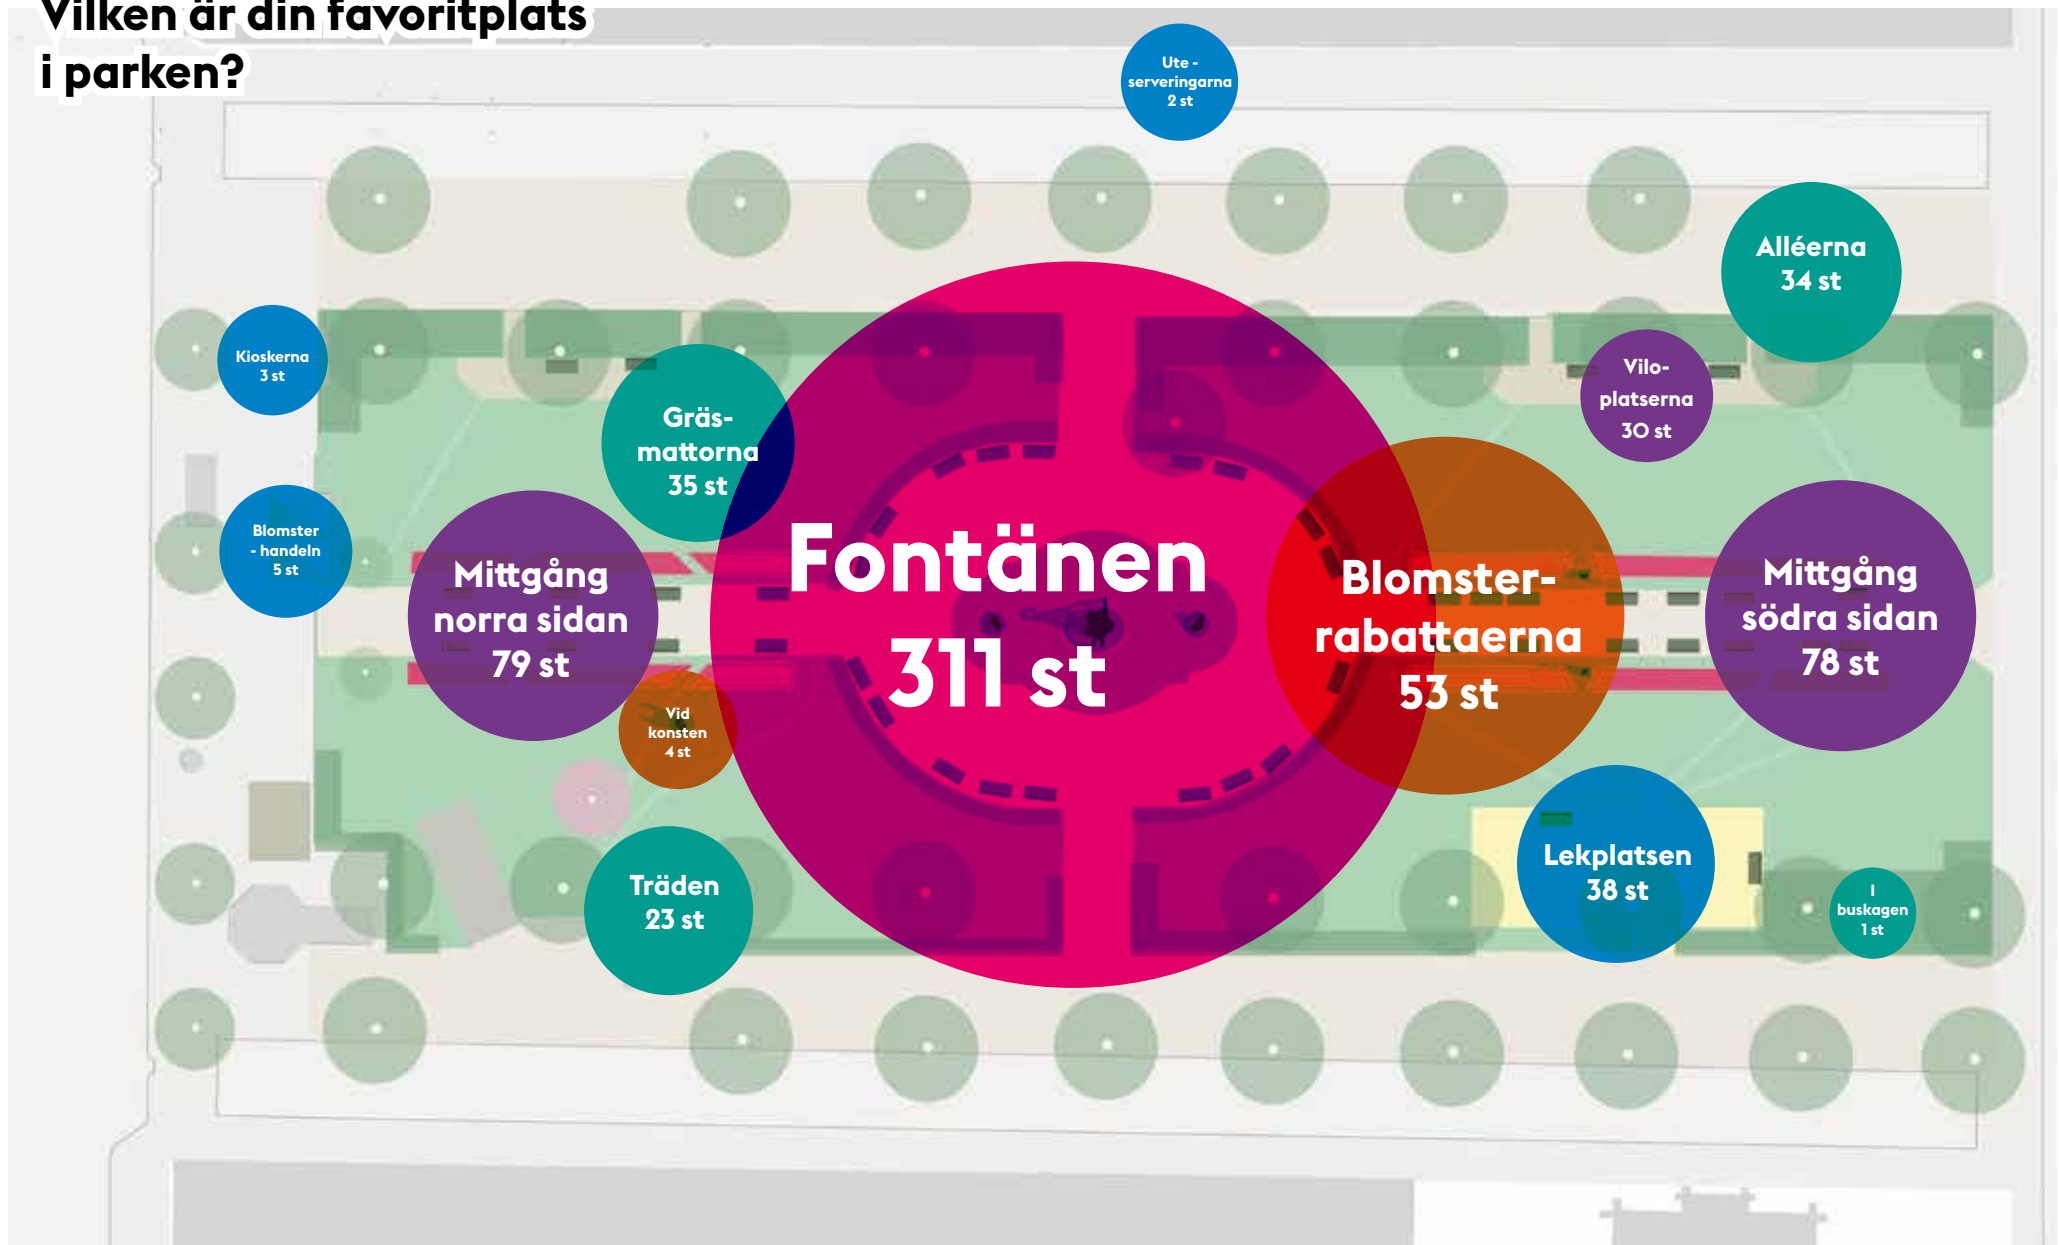 Vilken är din favoritplats
i parken?
Ute -
serveringarna
2 st
Alléerna
34 st
Kioskerna
3 st
Vilo-
platserna
30 st
Gräs-
mattorna
35 st
Blomster
- handeln
5 st
Mittgång
norra sidan
79 st
Fontänen
311 st
Blomster-
rabattaerna
53 st
Mittgång
södra sidan
78 st
Vid
konsten
4 st
Lekplatsen
38 st
Träden
23 st
I
buskagen
1 st